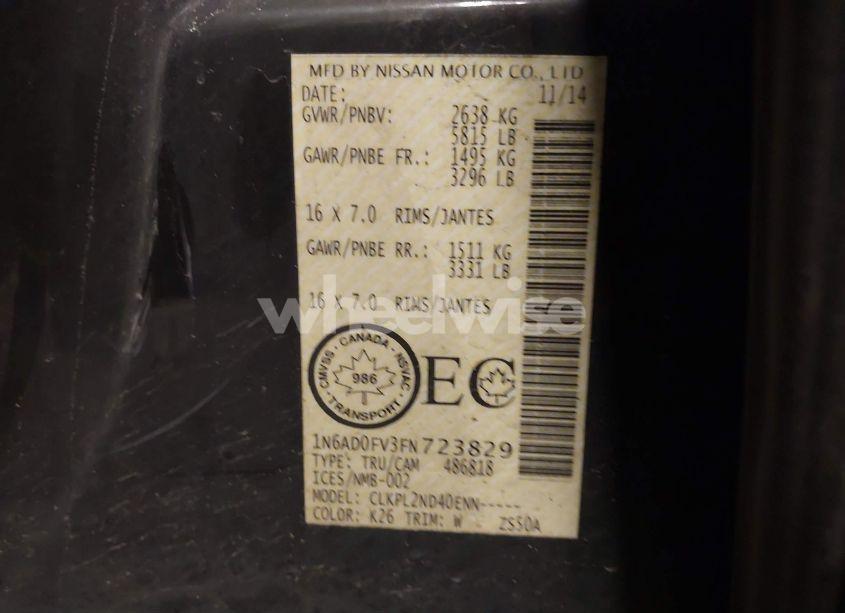 MFD BY NISSAN MOTOR CO., LTD
DATE: 11/14
GVWR/PNBV: 2638 KG
5815 LB
GAWR/PNBE FR.: 1495 KG
3296 LB
16 X 7.0 RIMS/JANTES
GAWR/PNBE RR.: 1511 KG
3331 LB
16 X 7.0 RIMS/JANTES
wheelwise
CMVSS - CANADA - NSVAC
986
- TRANSPORT -
EC
1N6AD0FV3FN723829
TYPE: TRU/CAM 486818
ICES/NMB-002
MODEL: CLKPL2ND40ENN-----
COLOR: K26 TRIM: W ZS50A